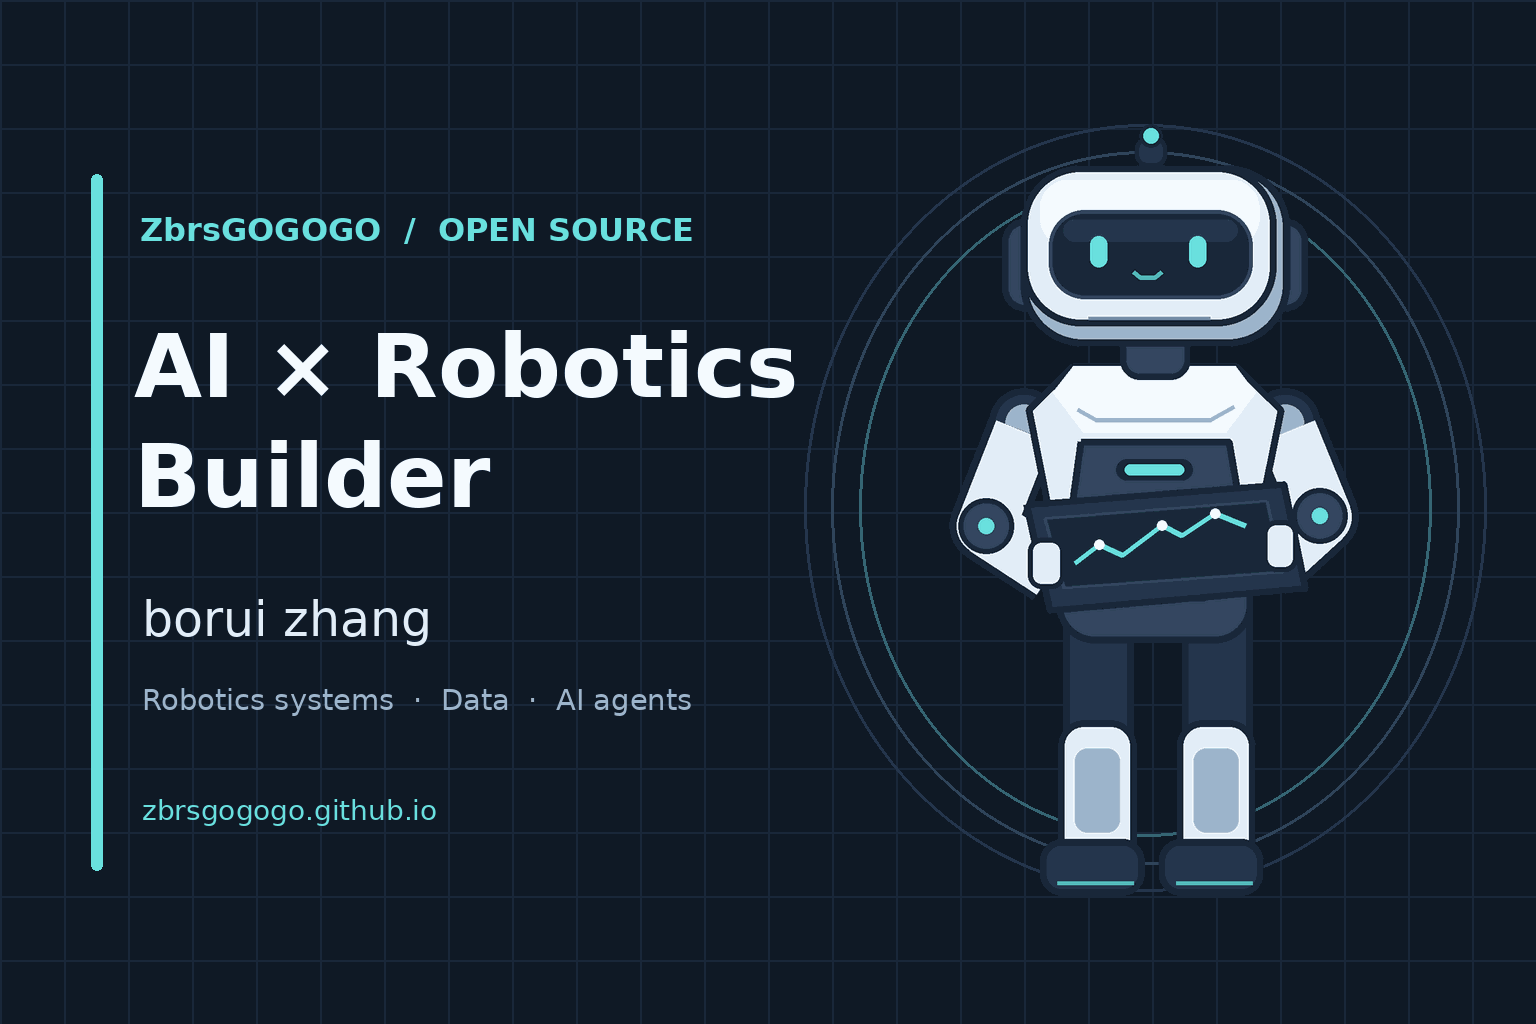 ZbrsGOGOGO / OPEN SOURCE
AI × Robotics
Builder
borui zhang
Robotics systems · Data · AI agents
zbrsgogogo.github.io